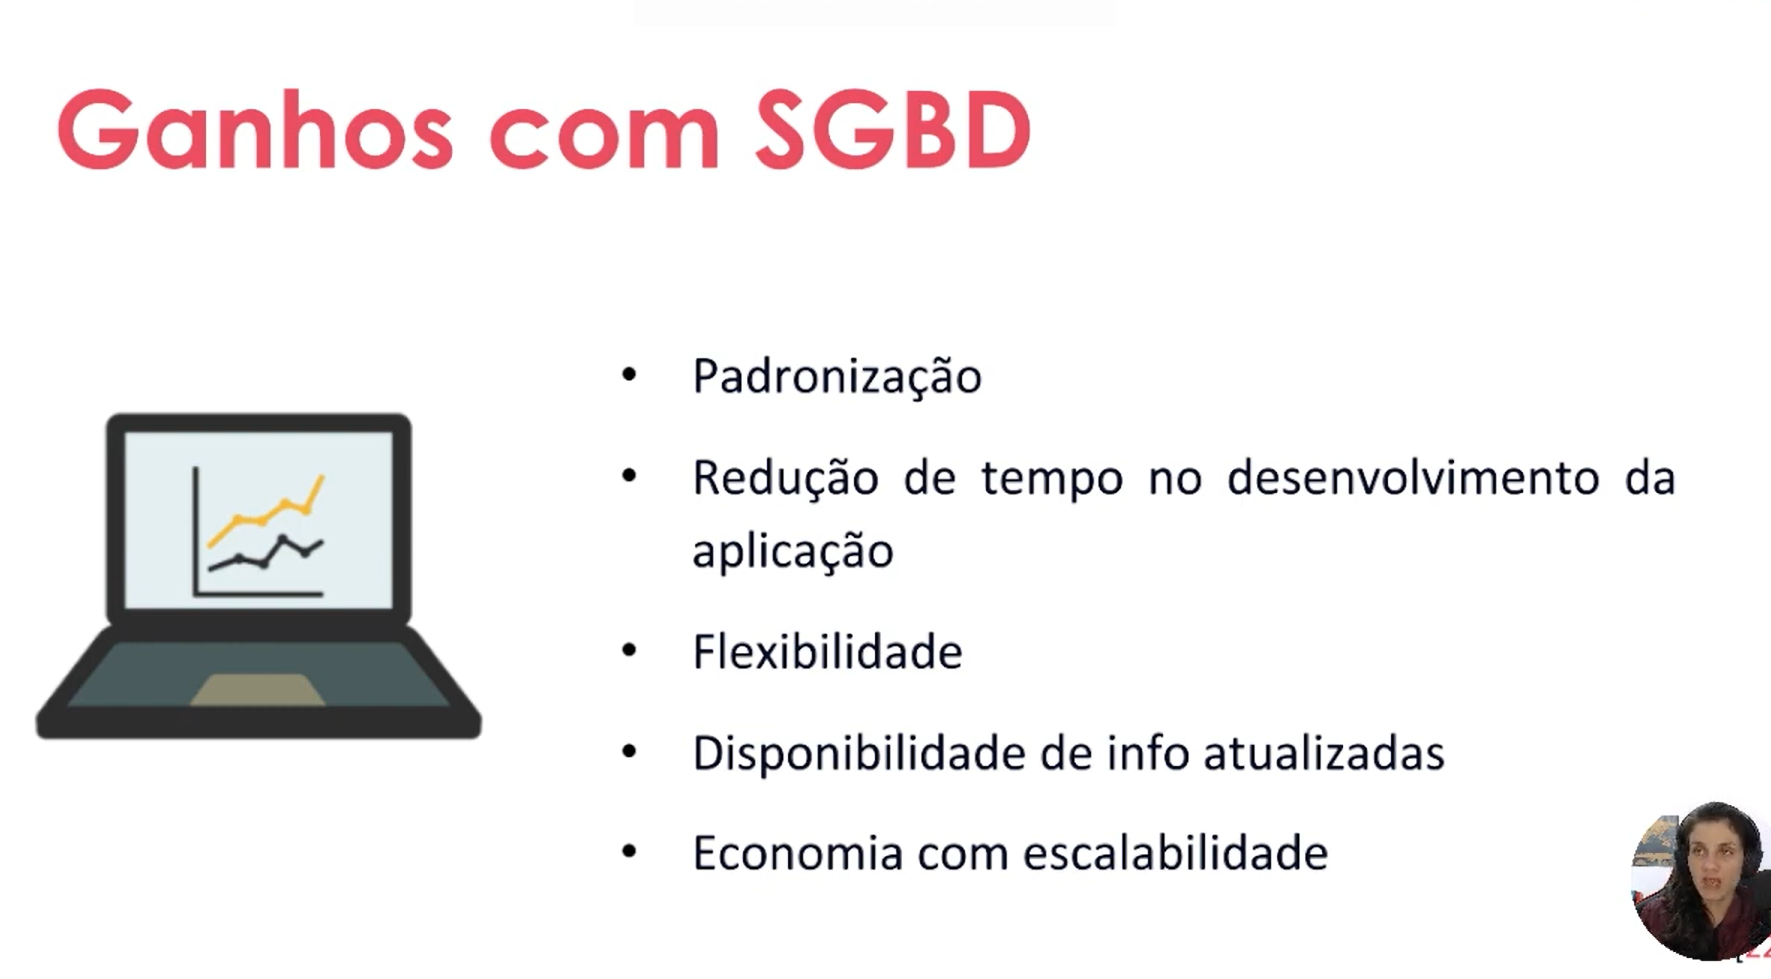 Ganhos com SGBD
• Padronização
• Redução de tempo no desenvolvimento da
aplicação
• Flexibilidade
• Disponibilidade de info atualizadas
• Economia com escalabilidade